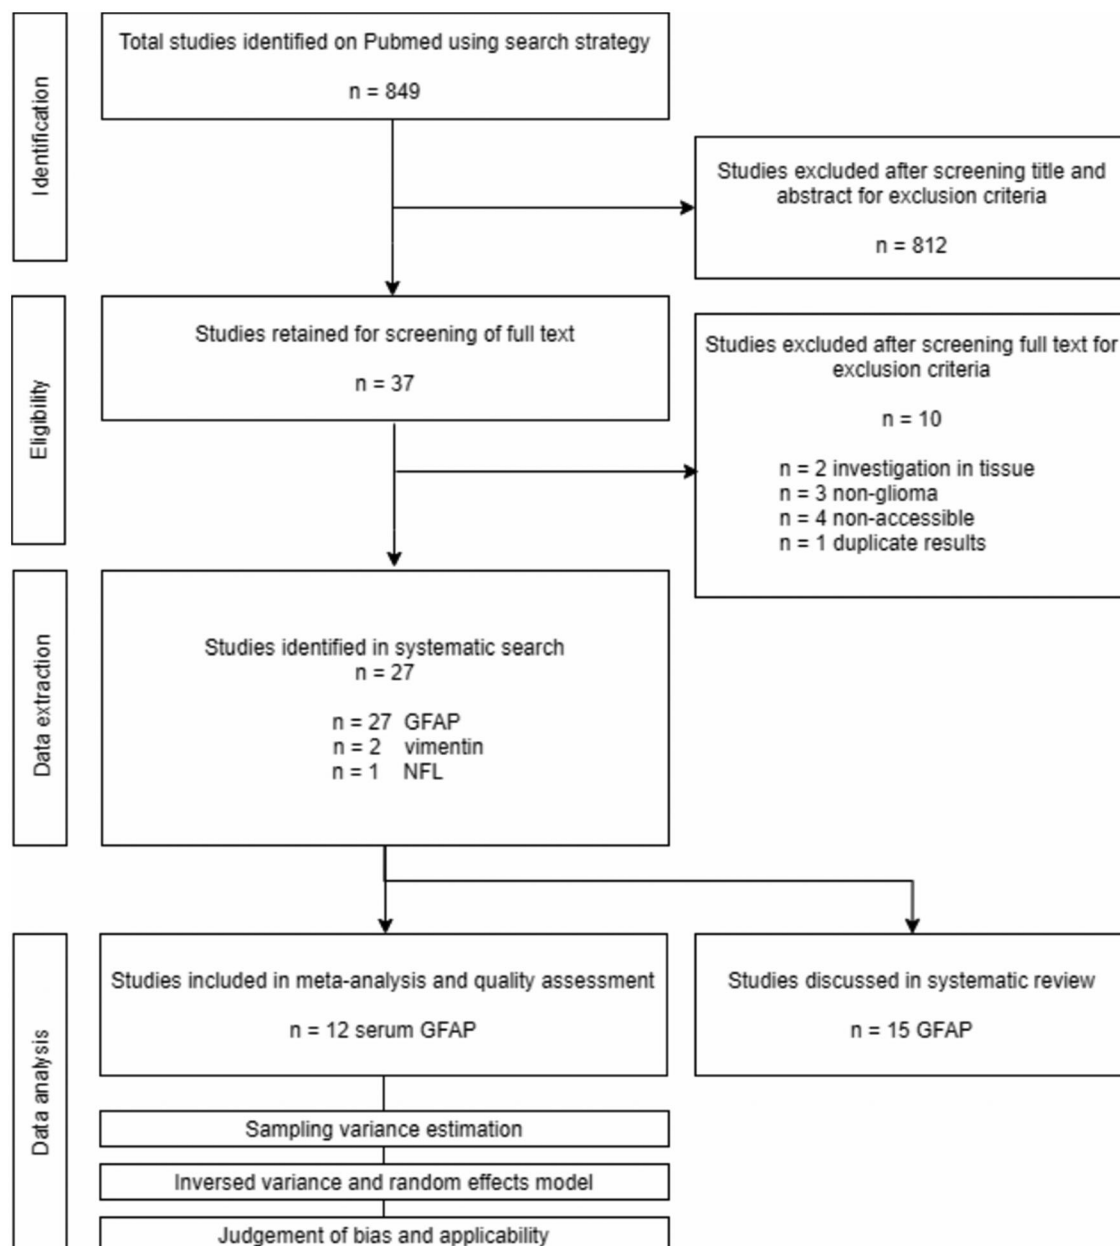 Identification
Total studies identified on Pubmed using search strategy
n = 849
Studies excluded after screening title and
abstract for exclusion criteria
n = 812
Eligibility
Studies retained for screening of full text
n = 37
Studies excluded after screening full text for
exclusion criteria
n = 10
n = 2 investigation in tissue
n = 3 non-glioma
n = 4 non-accessible
n = 1 duplicate results
Data extraction
Studies identified in systematic search
n = 27
n = 27 GFAP
n = 2 vimentin
n = 1 NFL
Data analysis
Studies included in meta-analysis and quality assessment
n = 12 serum GFAP
Studies discussed in systematic review
n = 15 GFAP
Sampling variance estimation
Inversed variance and random effects model
Judgement of bias and applicability